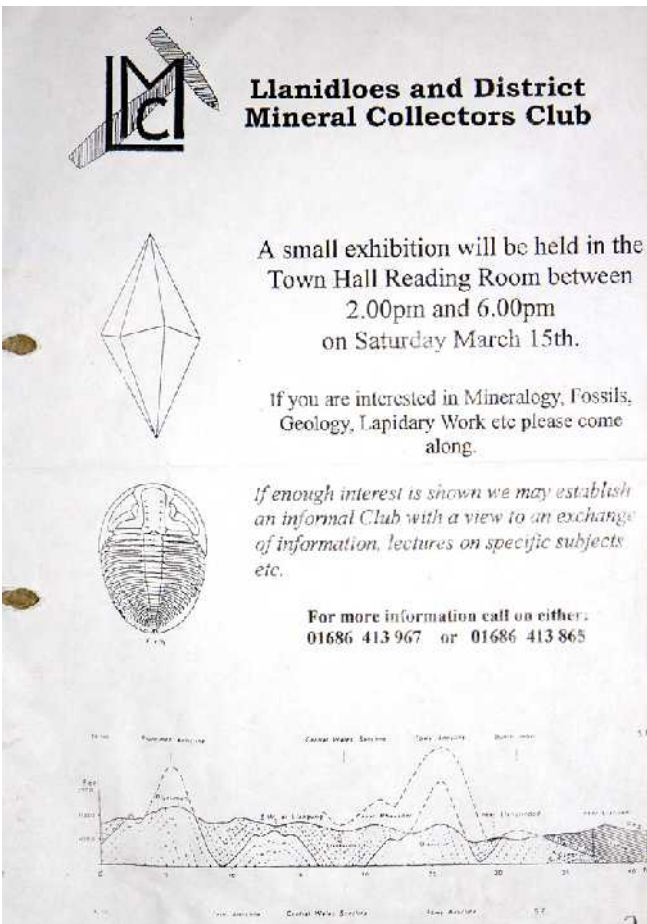 LMCC
Llanidloes and District
Mineral Collectors Club
A small exhibition will be held in the
Town Hall Reading Room between
2.00pm and 6.00pm
on Saturday March 15th.
If you are interested in Mineralogy, Fossils,
Geology, Lapidary Work etc please come
along.
If enough interest is shown we may establish
an informal Club with a view to an exchange
of information, lectures on specific subjects
etc.
For more information call on either:
01686 413 967 or 01686 413 865
Central Wales Syncline
Central Wales Syncline